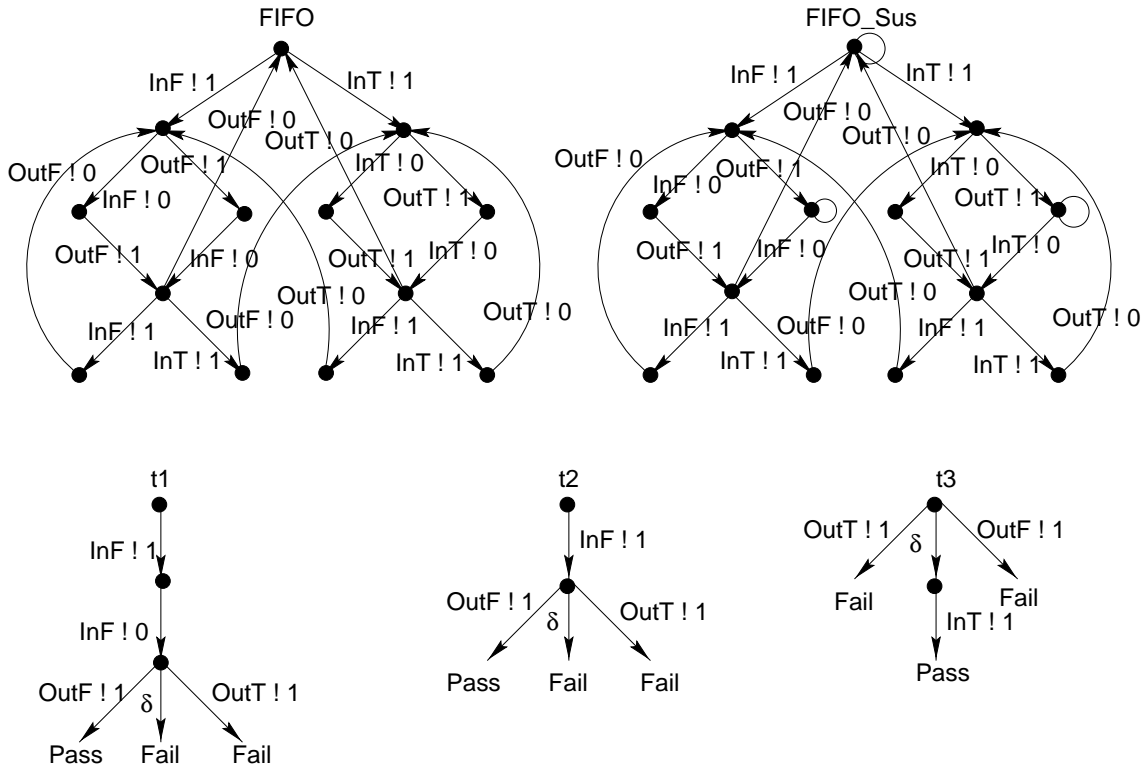 FIFO
FIFO_Sus
InF ! 1
InT ! 1
InF ! 1
InT ! 1
OutF ! 0
OutT ! 0
OutF ! 0
OutT ! 0
OutF ! 0
OutF ! 1
InT ! 0
OutF ! 0
OutF ! 1
InT ! 0
InF ! 0
OutT ! 1
InF ! 0
OutT ! 1
OutF ! 1
InF ! 0
OutT ! 1
InT ! 0
OutF ! 1
InF ! 0
OutT ! 1
InT ! 0
OutT ! 0
OutT ! 0
OutT ! 0
OutT ! 0
InF ! 1
OutF ! 0
InF ! 1
InF ! 1
OutF ! 0
InF ! 1
InT ! 1
InT ! 1
InT ! 1
InT ! 1
t1
t2
t3
InF ! 1
InF ! 0
OutF ! 1
δ
OutT ! 1
Pass
Fail
Fail
InF ! 1
OutF ! 1
δ
OutT ! 1
Pass
Fail
Fail
OutT ! 1
δ
OutF ! 1
Fail
Fail
InT ! 1
Pass